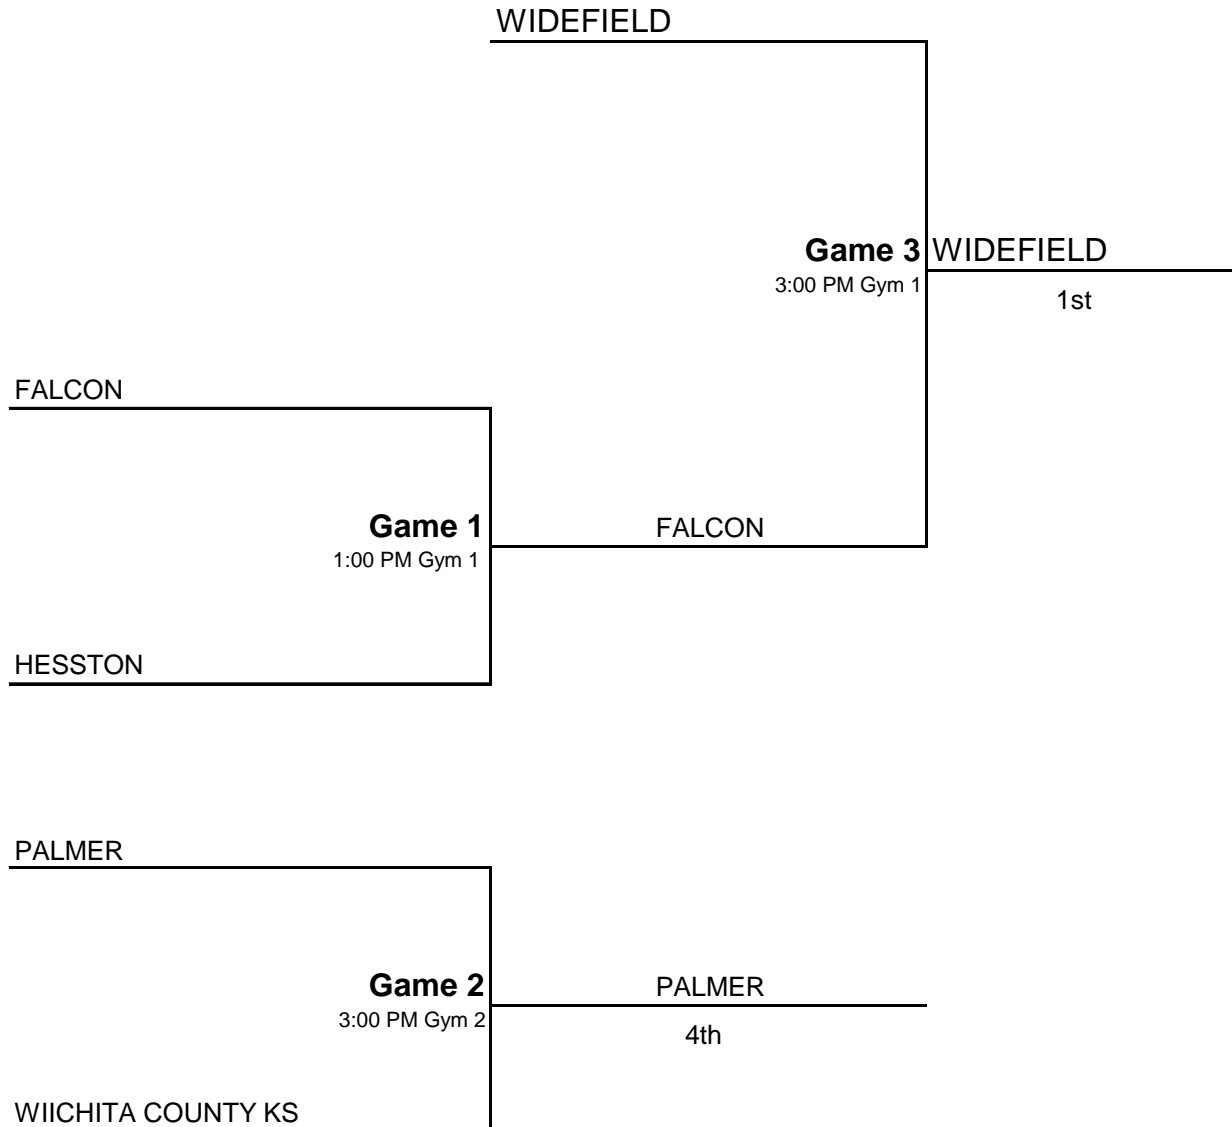 WIDEFIELD
Game 3 WIDEFIELD
3:00 PM Gym 1
1st
FALCON
Game 1
FALCON
1:00 PM Gym 1
HESSTON
PALMER
Game 2
PALMER
3:00 PM Gym 2
4th
WIICHITA COUNTY KS